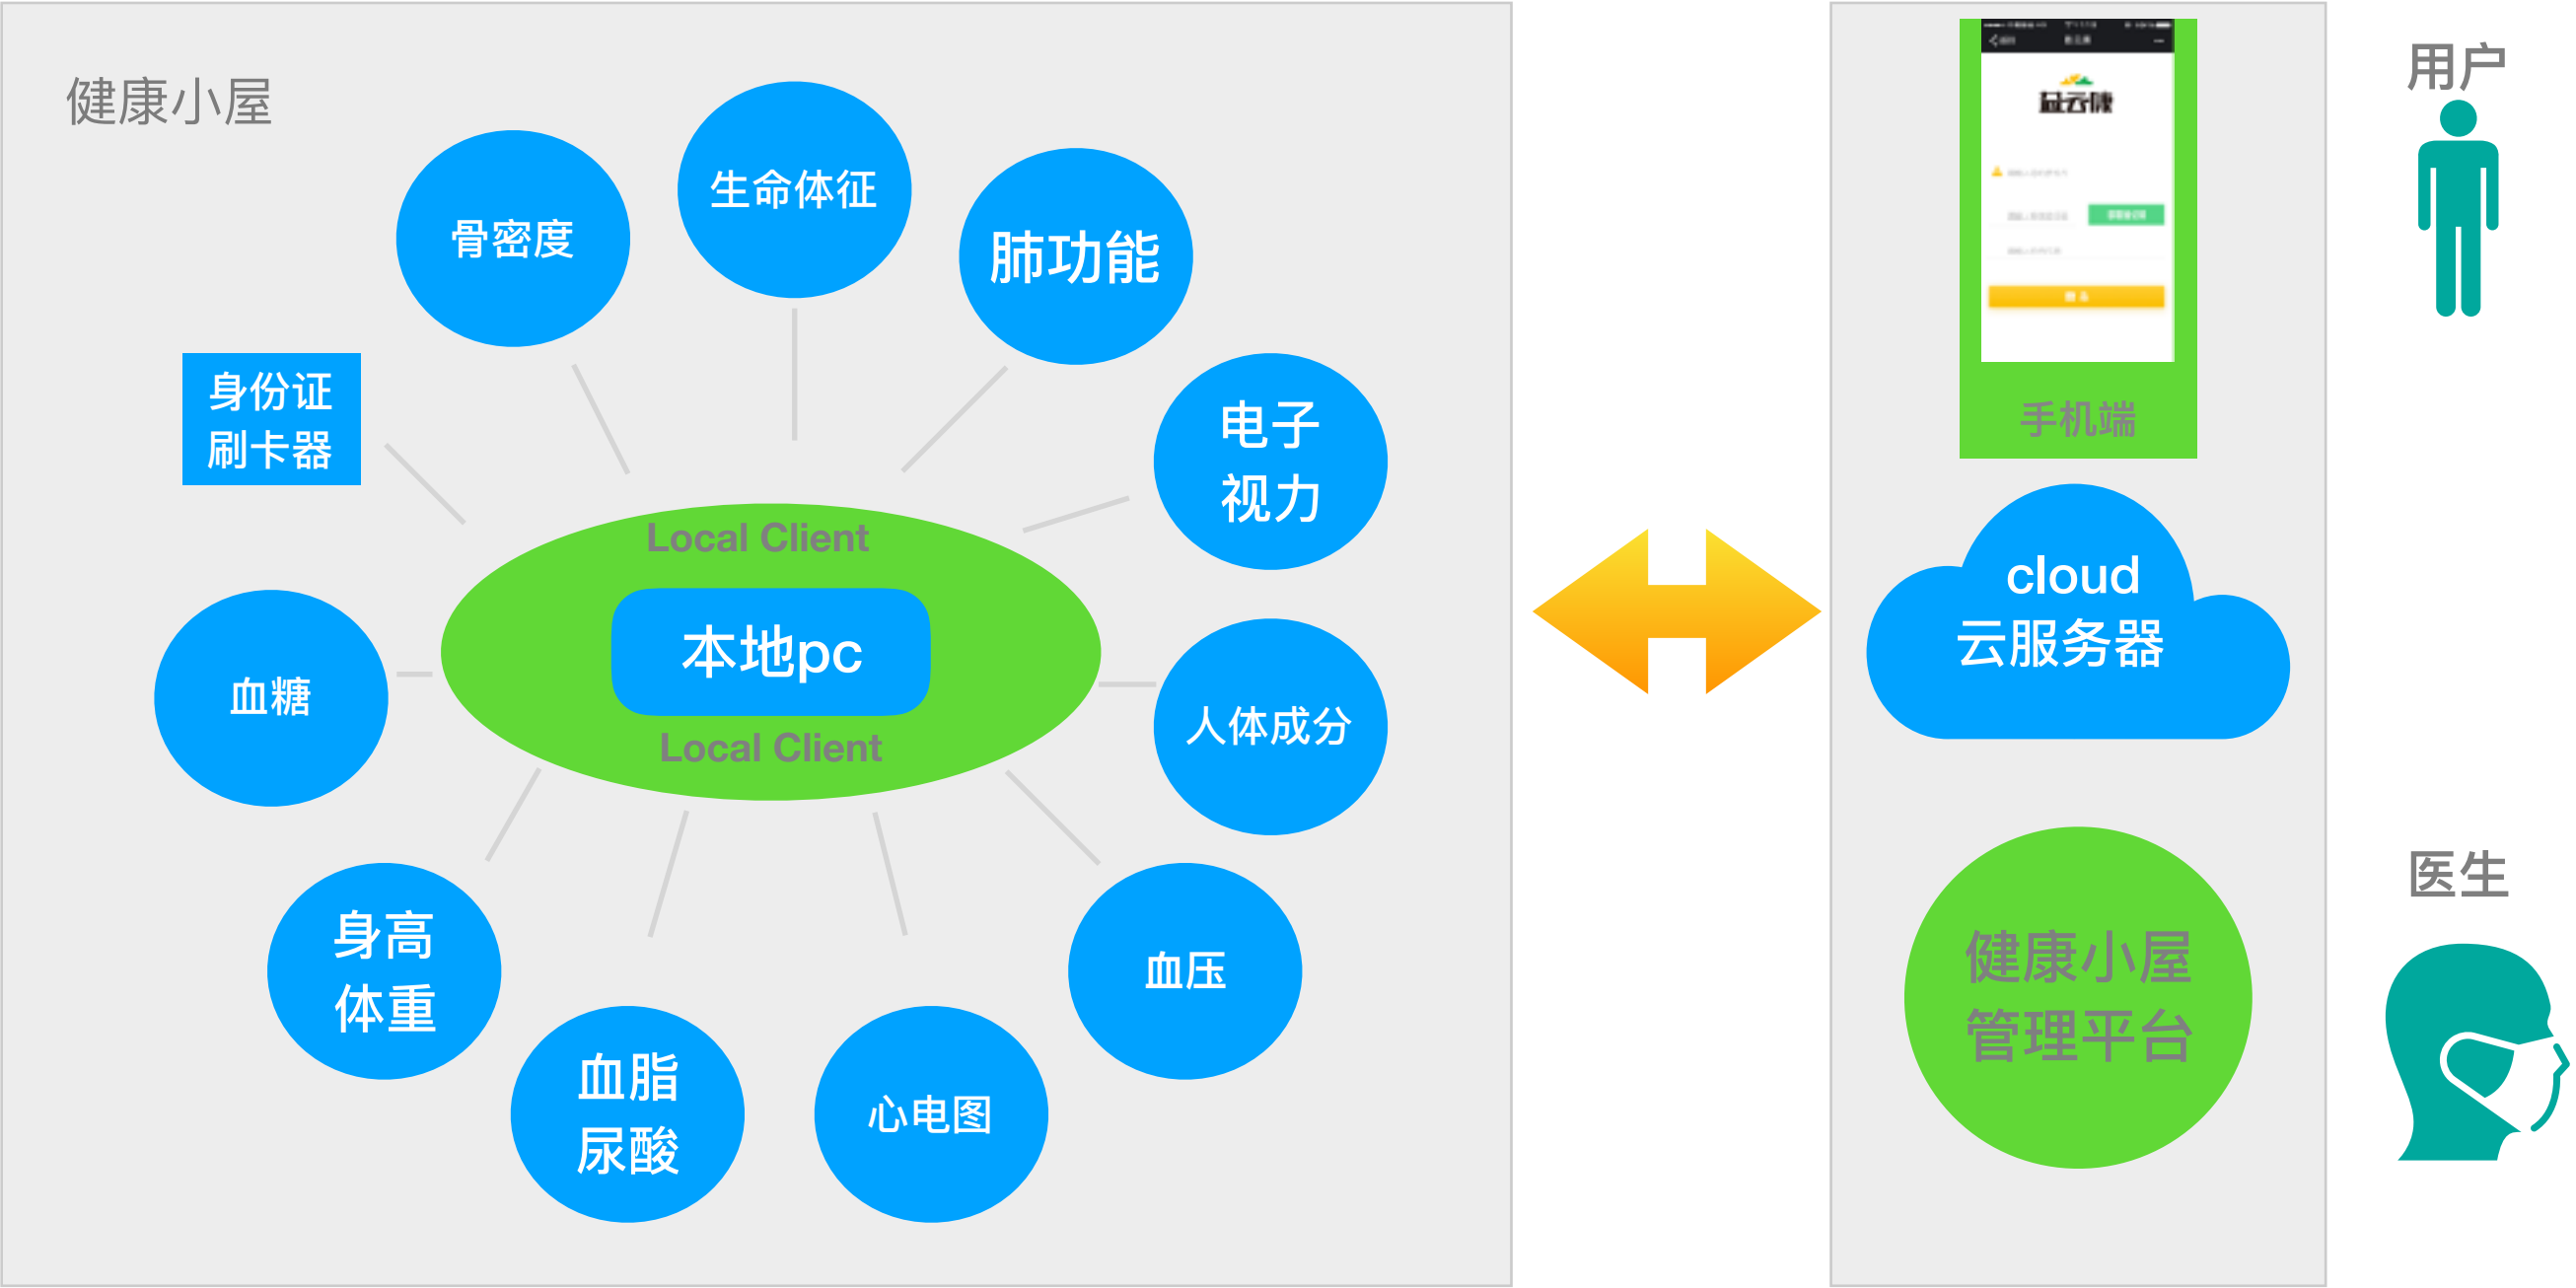 健康小屋
骨密度
生命体征
肺功能
身份证
刷卡器
电子
视力
Local Client
本地pc
Local Client
血糖
人体成分
身高
体重
血脂
尿酸
心电图
血压
益云康
手机端
cloud
云服务器
健康小屋
管理平台
用户
医生